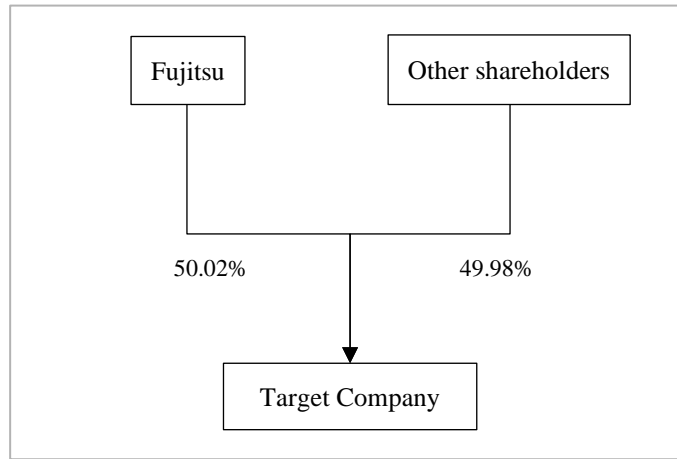 Fujitsu
Other shareholders
50.02%
49.98%
Target Company